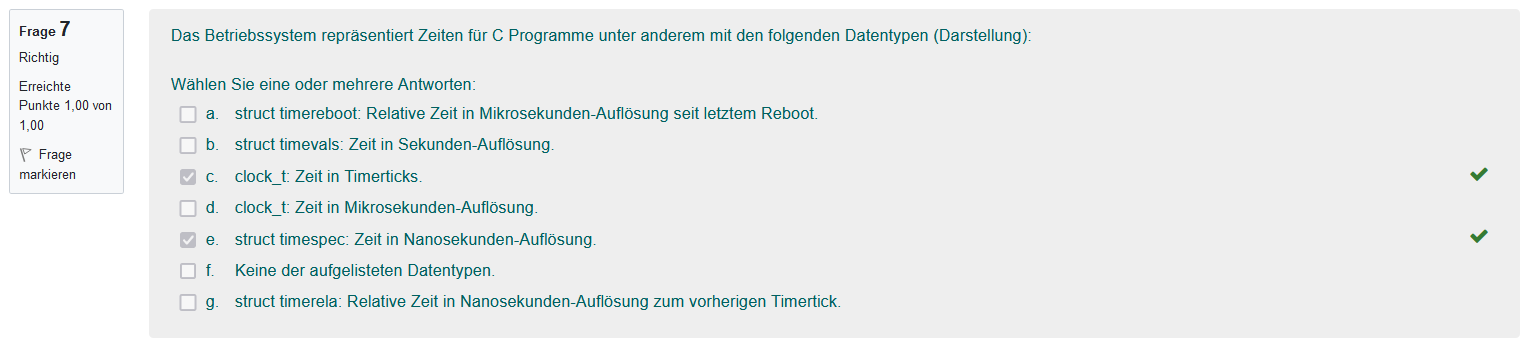 Frage 7
Richtig
Erreichte
Punkte 1,00 von
1,00
Frage
markieren
Das Betriebssystem repräsentiert Zeiten für C Programme unter anderem mit den folgenden Datentypen (Darstellung):
Wählen Sie eine oder mehrere Antworten:
a. struct timereboot: Relative Zeit in Mikrosekunden-Auflösung seit letztem Reboot.
b. struct timevals: Zeit in Sekunden-Auflösung.
c. clock_t: Zeit in Timerticks.
d. clock_t: Zeit in Mikrosekunden-Auflösung.
e. struct timespec: Zeit in Nanosekunden-Auflösung.
f. Keine der aufgelisteten Datentypen.
g. struct timerela: Relative Zeit in Nanosekunden-Auflösung zum vorherigen Timertick.